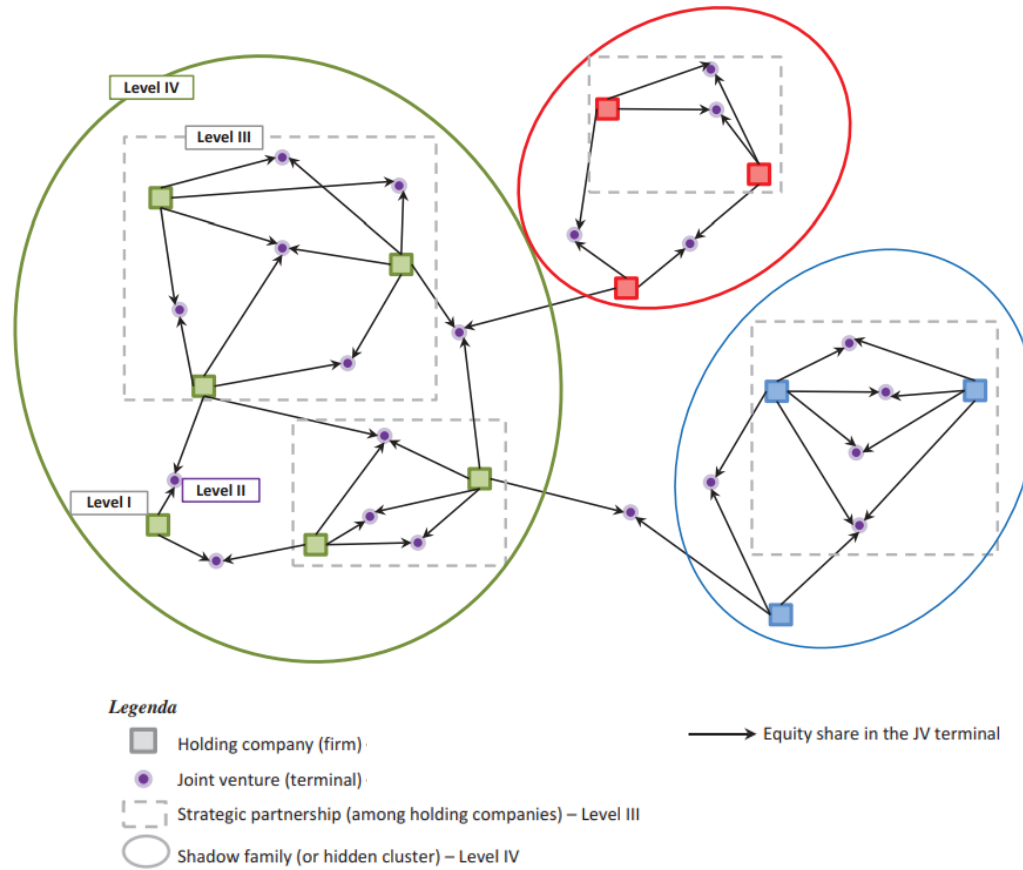 Level IV
Level III
Level I
Level II
Legenda
Holding company (firm) -
Equity share in the JV terminal
Joint venture (terminal) -
Strategic partnership (among holding companies) – Level III
Shadow family (or hidden cluster) – Level IV